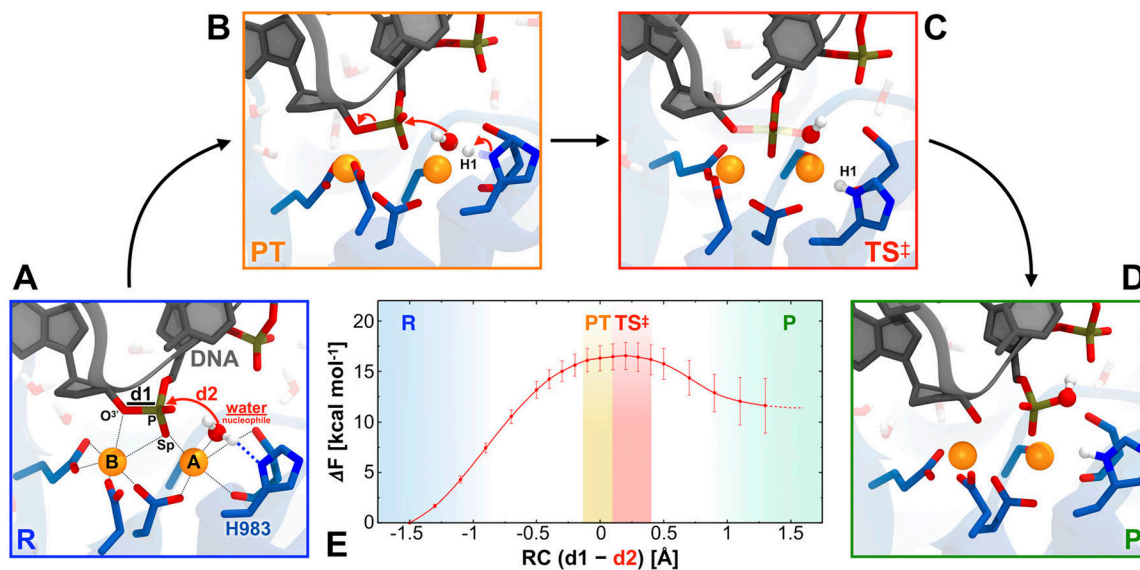 B
H1
PT
C
H1
TS‡
A
DNA
d1
d2
O3'
P
Sp
water
nucleophile
B
A
H983
R
E
ΔF [kcal mol-1]
20
15
10
5
0
R
PT
TS‡
P
-1.5
-1
-0.5
0
0.5
1
1.5
RC (d1 − d2) [Å]
D
P